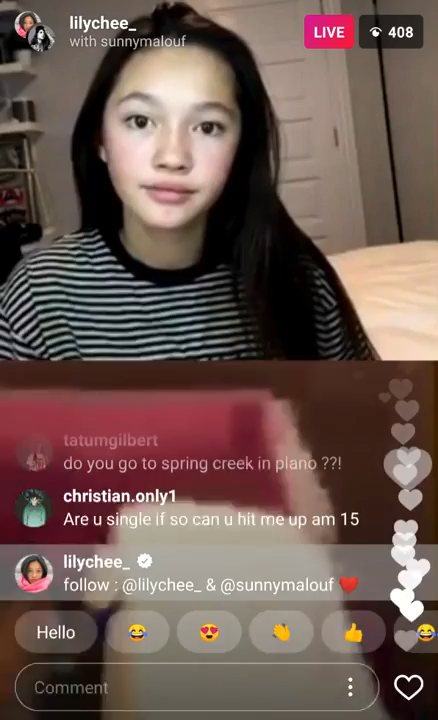 lilychee_
with sunnymalouf
LIVE
408
tatumgilbert
do you go to spring creek in plano ??!
christian.only1
Are u single if so can u hit me up am 15
lilychee_
follow : @lilychee_ & @sunnymalouf ❤️
Hello 😂 😍 👏 👍 😂
Comment